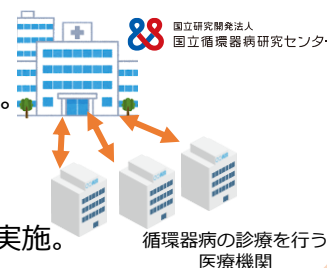 国立研究開発法人
国立循環器病研究センター
。
実施。
循環器病の診療を行う
医療機関